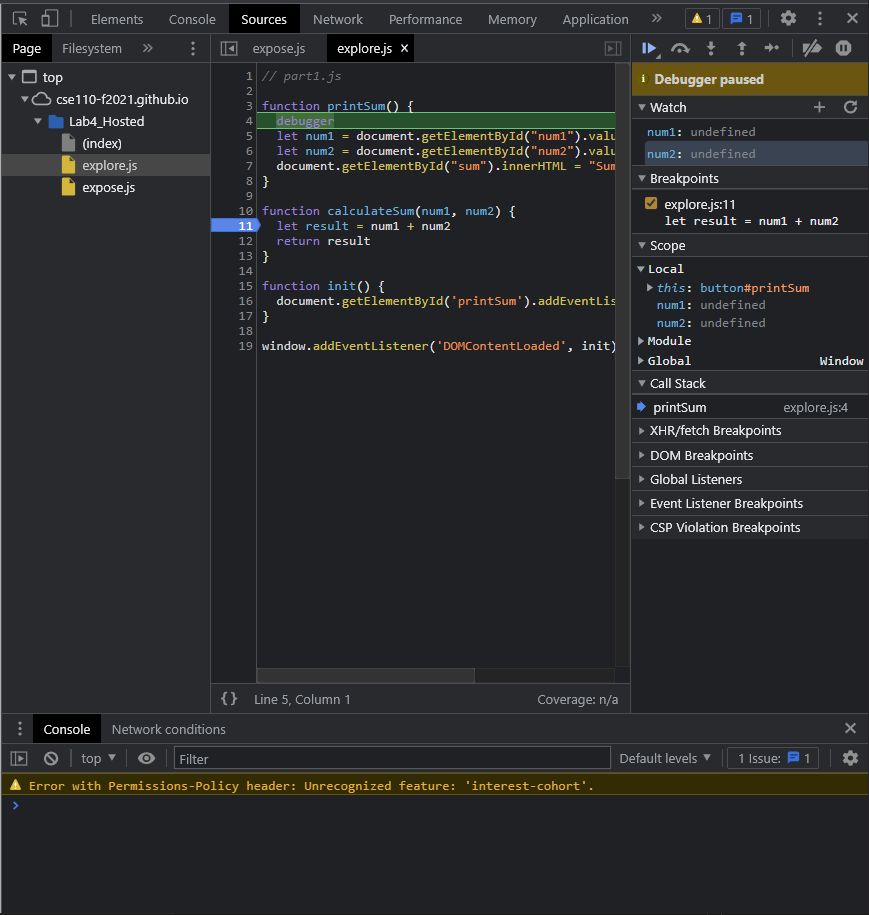 Elements Console Sources Network Performance Memory Application » 1 1
Page Filesystem »
expose.js explore.js ×
top
cse110-f2021.github.io
Lab4_Hosted
(index)
explore.js
expose.js
1 // part1.js
2
3 function printSum() {
4 debugger
5 let num1 = document.getElementById("num1").valu
6 let num2 = document.getElementById("num2").valu
7 document.getElementById("sum").innerHTML = "Sum
8 }
9
10 function calculateSum(num1, num2) {
11 let result = num1 + num2
12 return result
13 }
14
15 function init() {
16 document.getElementById('printSum').addEventLis
17 }
18
19 window.addEventListener('DOMContentLoaded', init)
{ } Line 5, Column 1 Coverage: n/a
Debugger paused
Watch
num1: undefined
num2: undefined
Breakpoints
explore.js:11
let result = num1 + num2
Scope
Local
this: button#printSum
num1: undefined
num2: undefined
Module
Global Window
Call Stack
printSum explore.js:4
XHR/fetch Breakpoints
DOM Breakpoints
Global Listeners
Event Listener Breakpoints
CSP Violation Breakpoints
Console Network conditions
top Filter Default levels 1 Issue: 1
Error with Permissions-Policy header: Unrecognized feature: 'interest-cohort'.